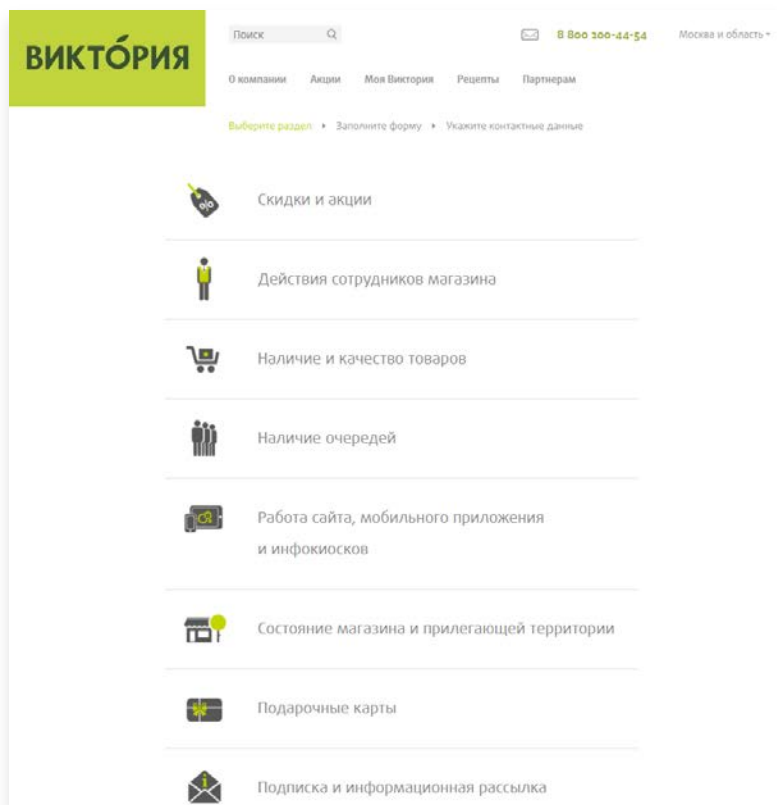 ВИКТО́РИЯ
Поиск
8 800 200-44-54
Москва и область
О компании Акции Моя Виктория Рецепты Партнерам
Выберите раздел Заполните форму Укажите контактные данные
%
Скидки и акции
Действия сотрудников магазина
Наличие и качество товаров
Наличие очередей
Работа сайта, мобильного приложения
и инфокиосков
Состояние магазина и прилегающей территории
Подарочные карты
i
Подписка и информационная рассылка